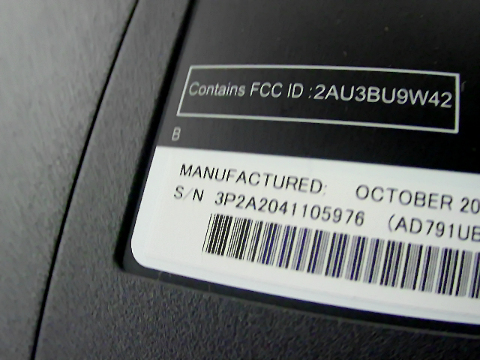 Contains FCC ID :2AU3BU9W42
B
MANUFACTURED: OCTOBER 20
S/N 3P2A2041105976 (AD791UB